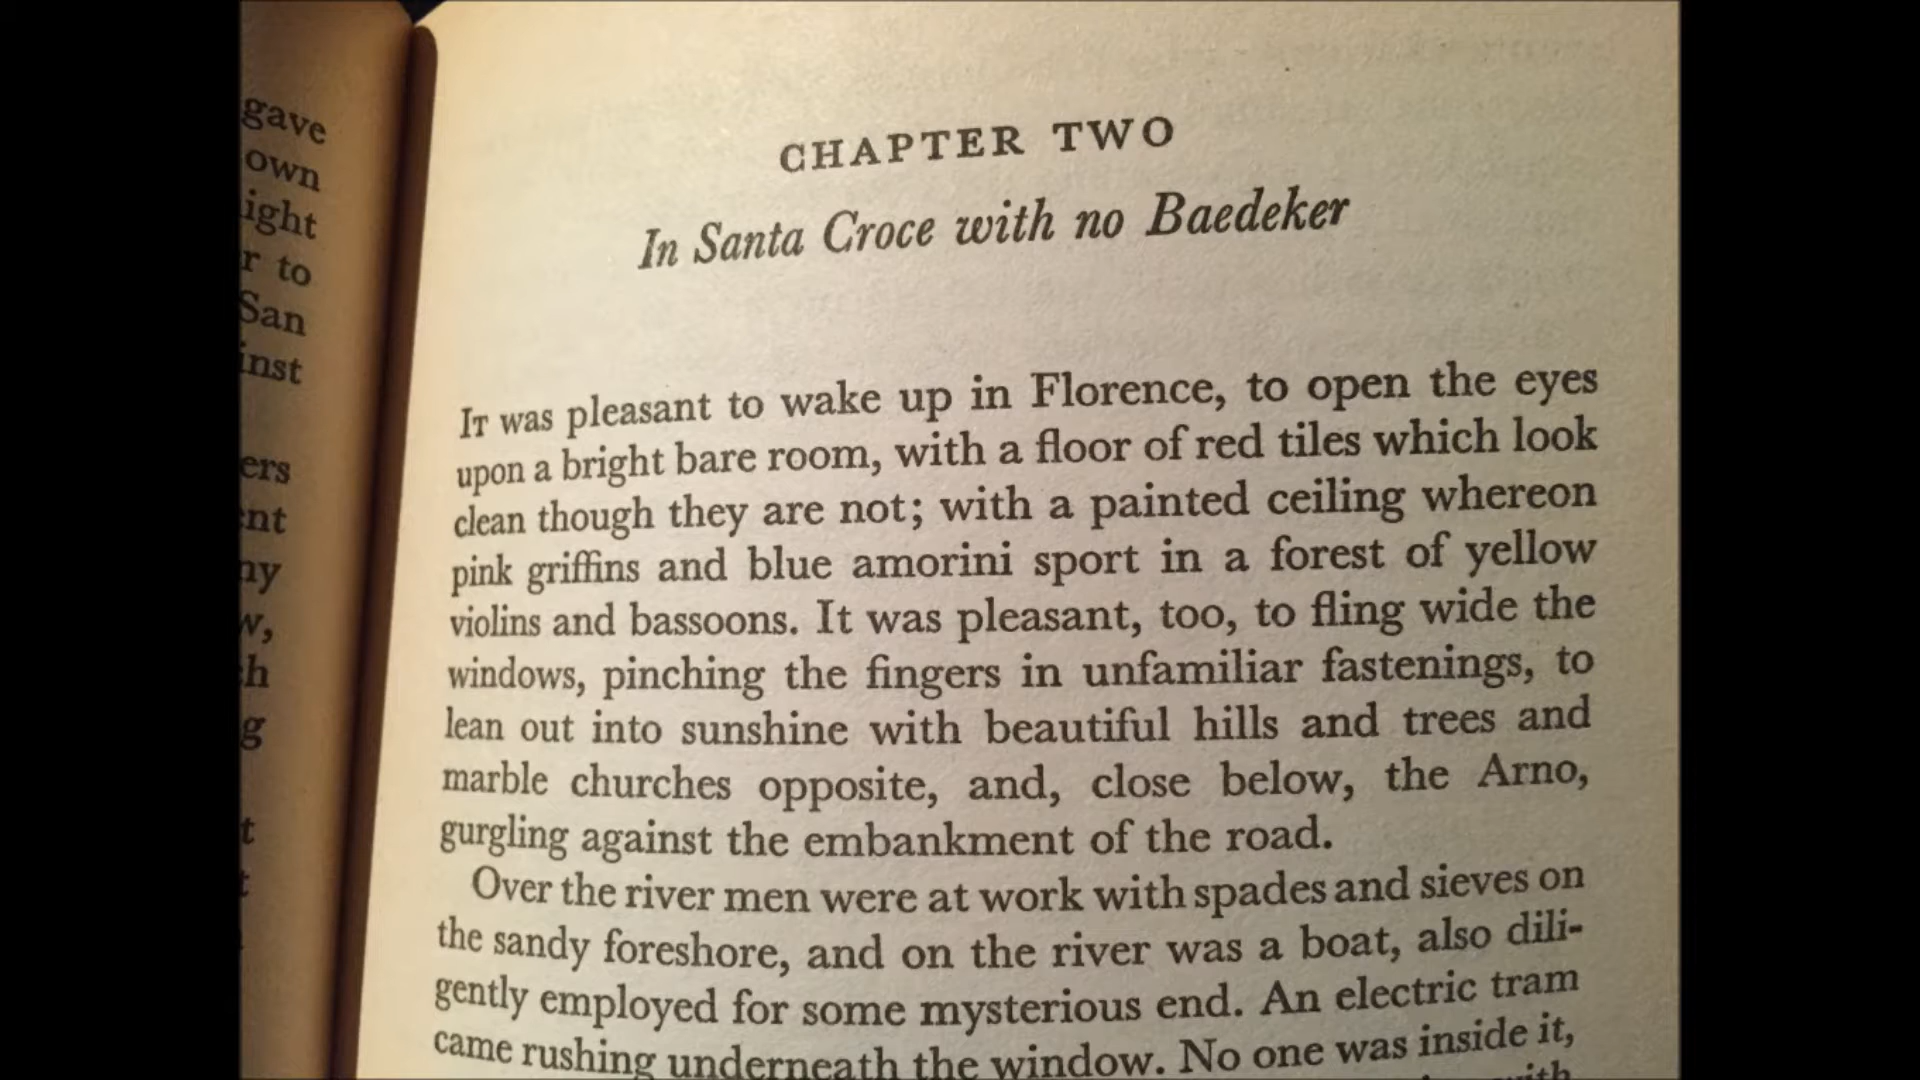 gave
own
ight
r to
San
inst
ers
nt
ny
w,
h
g
t
t
CHAPTER TWO
In Santa Croce with no Baedeker
IT was pleasant to wake up in Florence, to open the eyes
upon a bright bare room, with a floor of red tiles which look
clean though they are not; with a painted ceiling whereon
pink griffins and blue amorini sport in a forest of yellow
violins and bassoons. It was pleasant, too, to fling wide the
windows, pinching the fingers in unfamiliar fastenings, to
lean out into sunshine with beautiful hills and trees and
marble churches opposite, and, close below, the Arno,
gurgling against the embankment of the road.
Over the river men were at work with spades and sieves on
the sandy foreshore, and on the river was a boat, also dili-
gently employed for some mysterious end. An electric tram
came rushing underneath the window. No one was inside it,
with